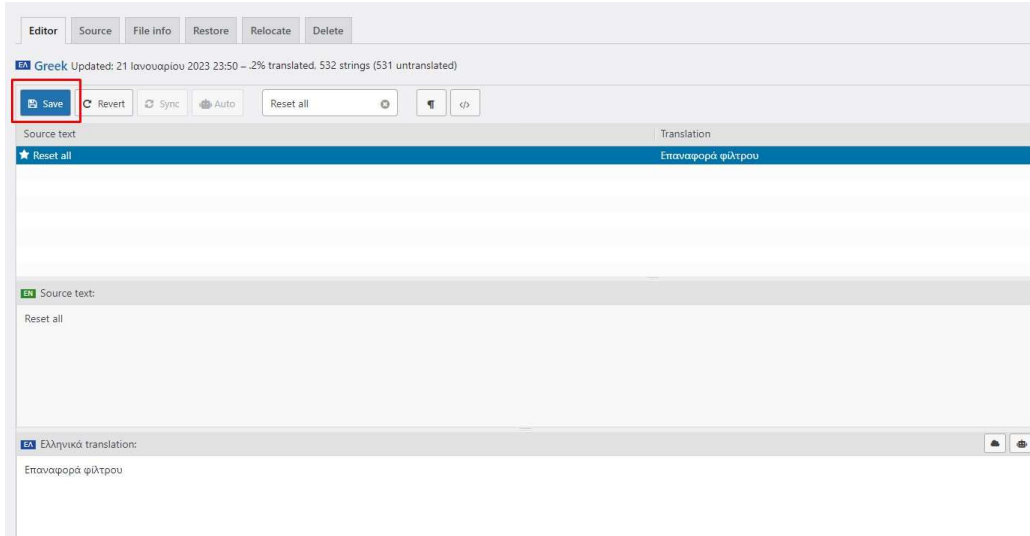 Editor Source File info Restore Relocate Delete
ΕΛ Greek Updated: 21 Ιανουαρίου 2023 23:50 – .2% translated, 532 strings (531 untranslated)
Save Revert Sync Auto Reset all ¶ </>
Source text Translation
Reset all Επαναφορά φίλτρου
EN Source text:
Reset all
ΕΛ Ελληνικά translation:
Επαναφορά φίλτρου